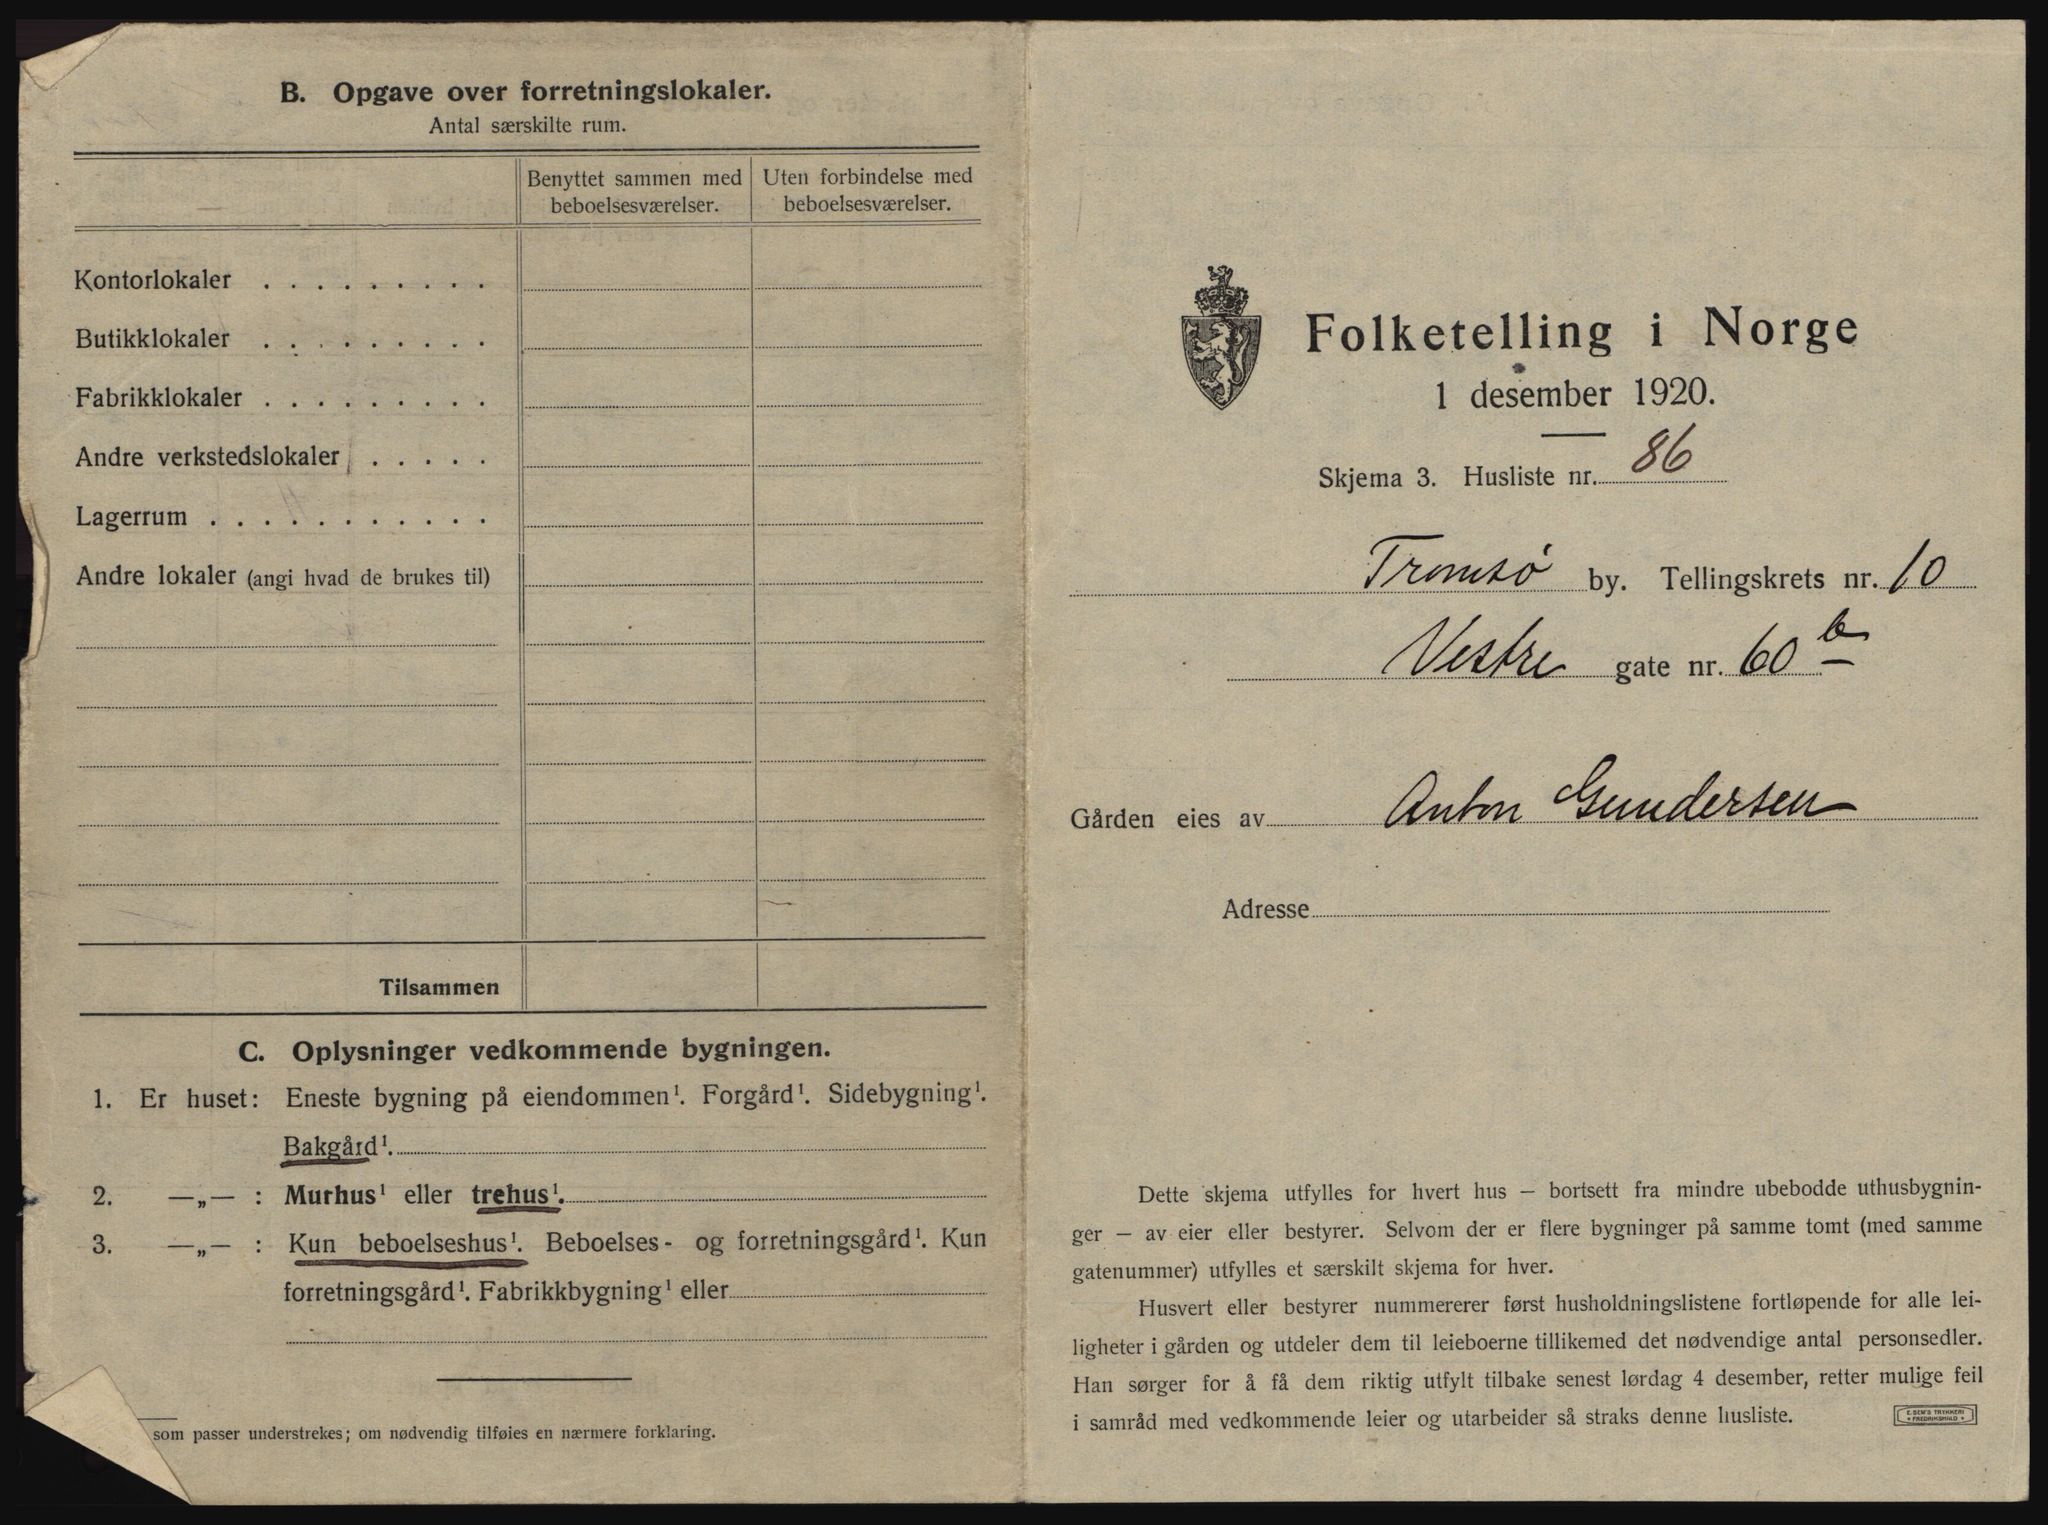 B. Opgave over forretningslokaler.
Antal særskilte rum.
Benyttet sammen med beboelsesværelser.
Uten forbindelse med beboelsesværelser.
Kontorlokaler . . . . . . . . .
Butikklokaler . . . . . . . . .
Fabrikklokaler . . . . . . . . .
Andre verkstedslokaler . . . . .
Lagerrum . . . . . . . . . . .
Andre lokaler (angi hvad de brukes til)
Tilsammen
C. Oplysninger vedkommende bygningen.
1. Er huset: Eneste bygning på eiendommen¹. Forgård¹. Sidebygning¹.
Bakgård¹.
2. —„— : Murhus¹ eller trehus¹.
3. —„— : Kun beboelseshus¹. Beboelses- og forretningsgård¹. Kun
forretningsgård¹. Fabrikkbygning¹ eller
som passer understrekes; om nødvendig tilføies en nærmere forklaring.
Folketelling i Norge
1 desember 1920.
Skjema 3. Husliste nr. 86
Tromsø by. Tellingskrets nr. 10
Vestre gate nr. 60 b
Gården eies av Anton Gundersen
Adresse
Dette skjema utfylles for hvert hus — bortsett fra mindre ubebodde uthusbygnin-
ger — av eier eller bestyrer. Selvom der er flere bygninger på samme tomt (med samme
gatenummer) utfylles et særskilt skjema for hver.
Husvert eller bestyrer nummererer først husholdningslistene fortløpende for alle lei-
ligheter i gården og utdeler dem til leieboerne tillikemed det nødvendige antal personsedler.
Han sørger for å få dem riktig utfylt tilbake senest lørdag 4 desember, retter mulige feil
i samråd med vedkommende leier og utarbeider så straks denne husliste.
E. SEM'S TRYKKERI
FREDRIKSHALD